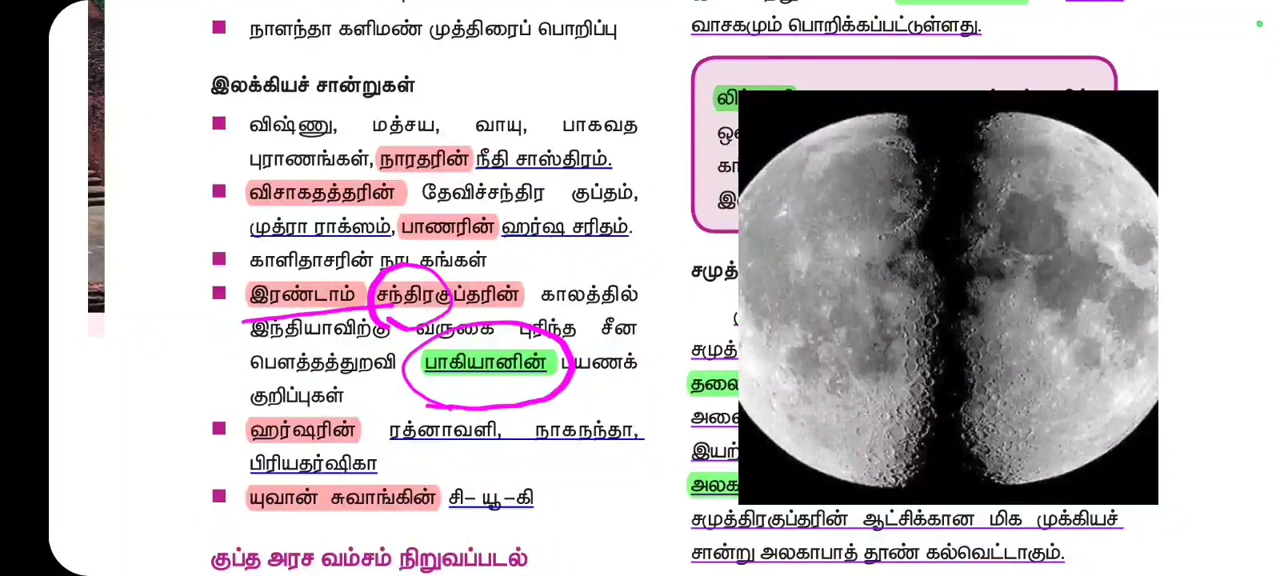 நாளந்தா களிமண் முத்திரைப் பொறிப்பு
இலக்கியச் சான்றுகள்
விஷ்ணு, மத்சய, வாயு, பாகவத
புராணங்கள், நாரதரின் நீதி சாஸ்திரம்.
விசாகதத்தரின் தேவிச்சந்திர குப்தம்,
முத்ரா ராக்ஸம், பாணரின் ஹர்ஷ சரிதம்.
காளிதாசரின் நாடகங்கள்
இரண்டாம் சந்திரகுப்தரின் காலத்தில்
இந்தியாவிற்கு வருகை புரிந்த சீன
பௌத்தத்துறவி பாகியானின் பயணக்
குறிப்புகள்
ஹர்ஷரின் ரத்னாவளி, நாகநந்தா,
பிரியதர்ஷிகா
யுவான் சுவாங்கின் சி– யூ –கி
குப்த அரச வம்சம் நிறுவப்படல்
வாசகமும் பொறிக்கப்பட்டுள்ளது.
சமுத்திரகுப்தரின் ஆட்சிக்கான மிக முக்கியச்
சான்று அலகாபாத் தூண் கல்வெட்டாகும்.